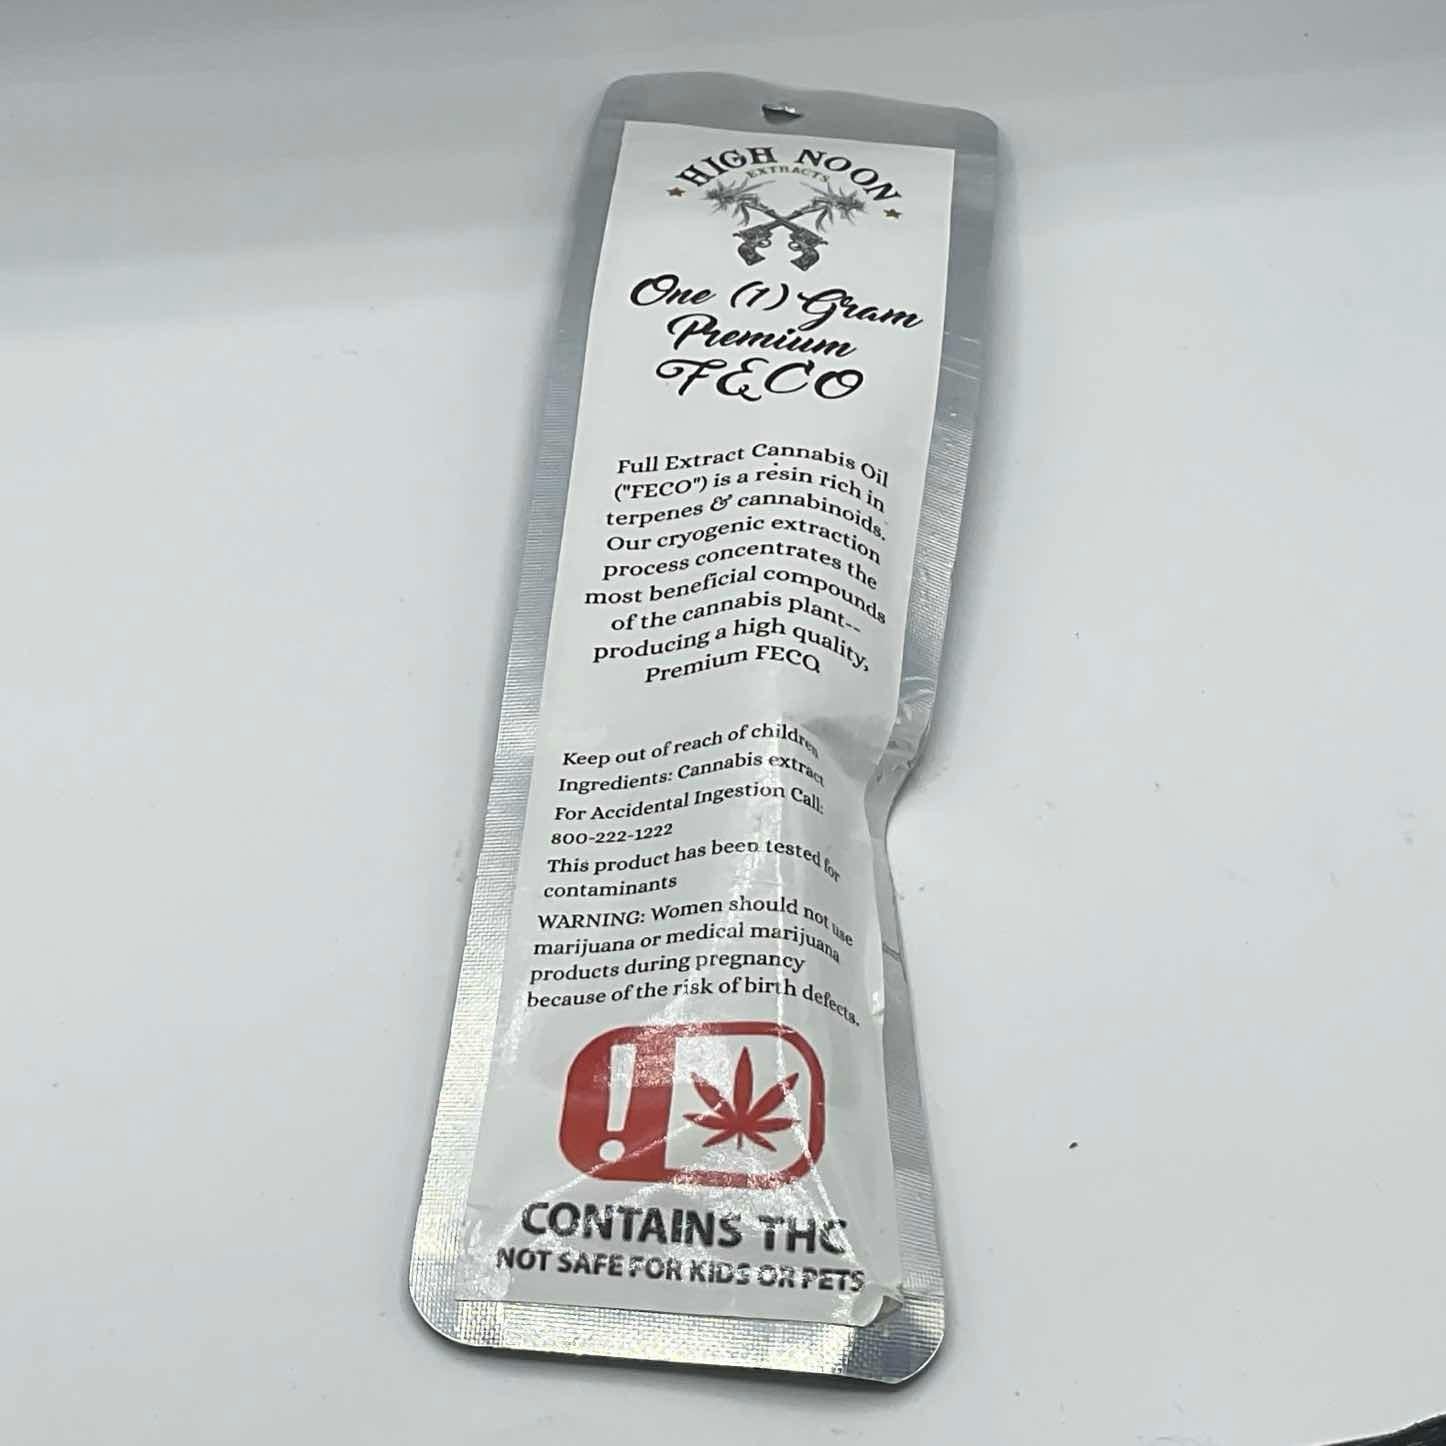 HIGH NOON
EXTRACTS
One (1) Gram
Premium
FECO
Full Extract Cannabis Oil
("FECO") is a resin rich in
terpenes & cannabinoids.
Our cryogenic extraction
process concentrates the
most beneficial compounds
of the cannabis plant--
producing a high quality,
Premium FECO.
Keep out of reach of children
Ingredients: Cannabis extract
For Accidental Ingestion Call:
800-222-1222
This product has been tested for
contaminants
WARNING: Women should not use
marijuana or medical marijuana
products during pregnancy
because of the risk of birth defects.
CONTAINS THC
NOT SAFE FOR KIDS OR PETS